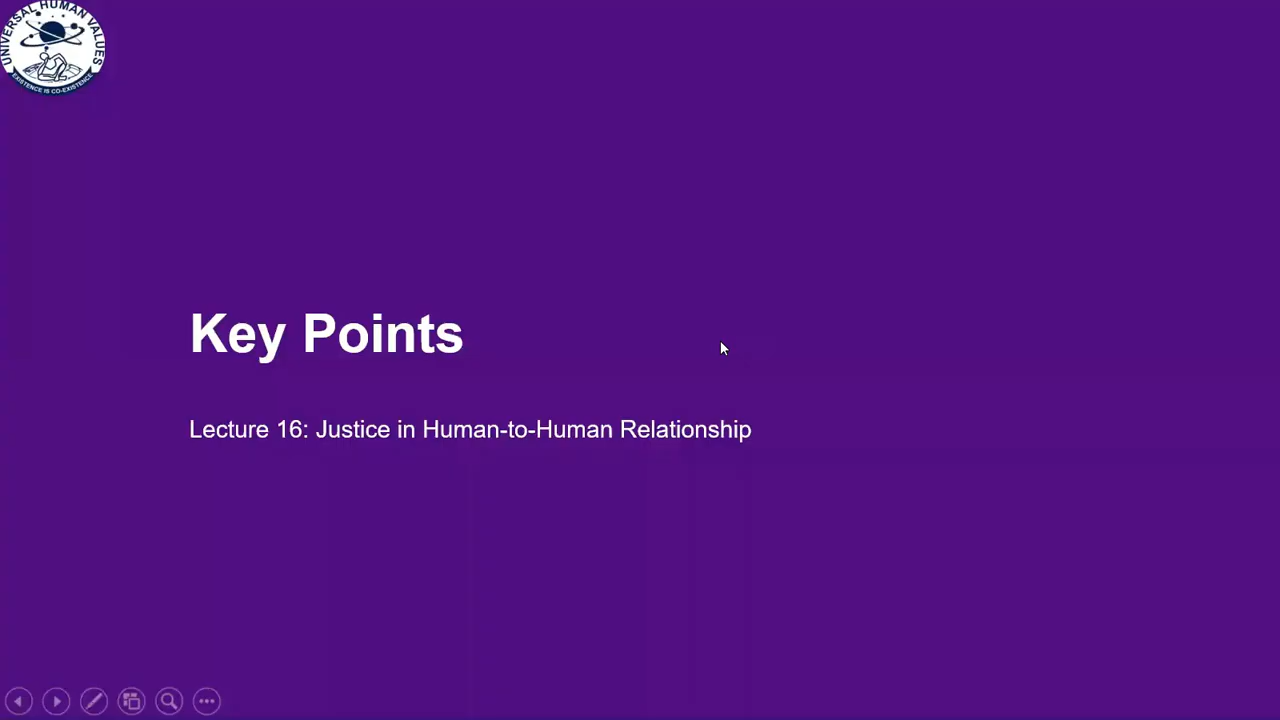 UNIVERSAL HUMAN VALUES
EXISTENCE IS CO-EXISTENCE
Key Points
Lecture 16: Justice in Human-to-Human Relationship